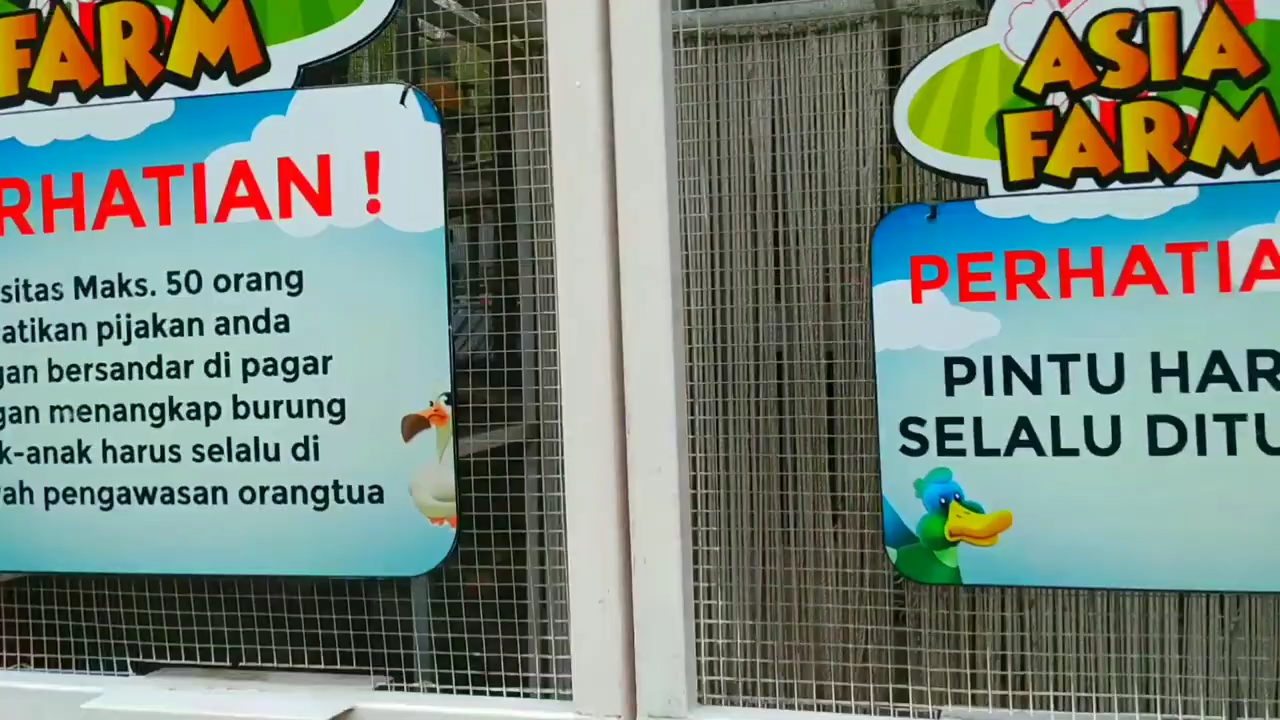 FARM
RHATIAN !
sitas Maks. 50 orang
atikan pijakan anda
gan bersandar di pagar
gan menangkap burung
k-anak harus selalu di
ah pengawasan orangtua
ASIA
FARM
PERHATIA
PINTU HAR
SELALU DITU